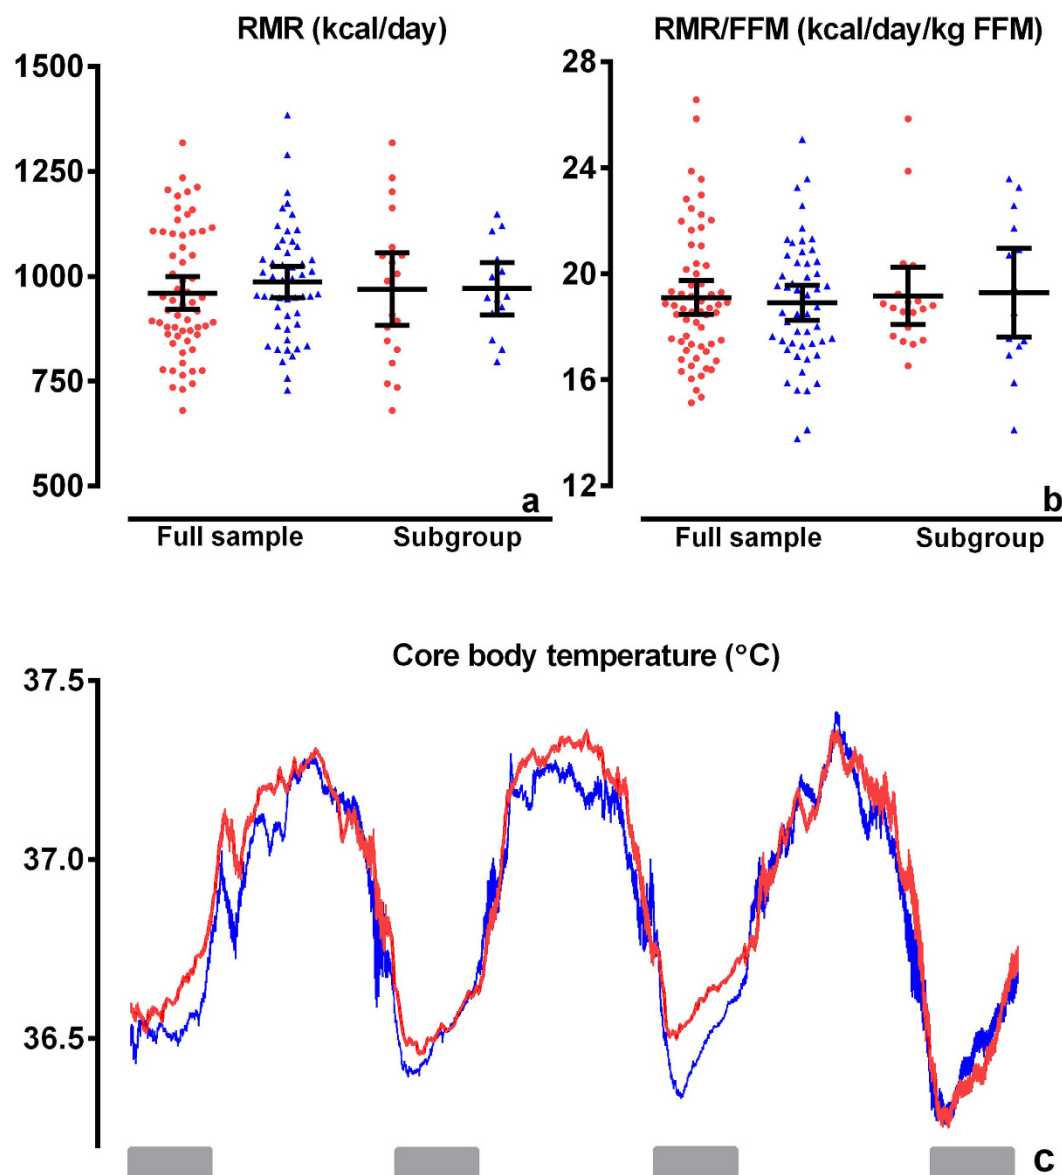 RMR (kcal/day)
1500
1250
1000
750
500
a
Full sample
Subgroup
RMR/FFM (kcal/day/kg FFM)
28
24
20
16
12
b
Full sample
Subgroup
Core body temperature (°C)
37.5
37.0
36.5
c